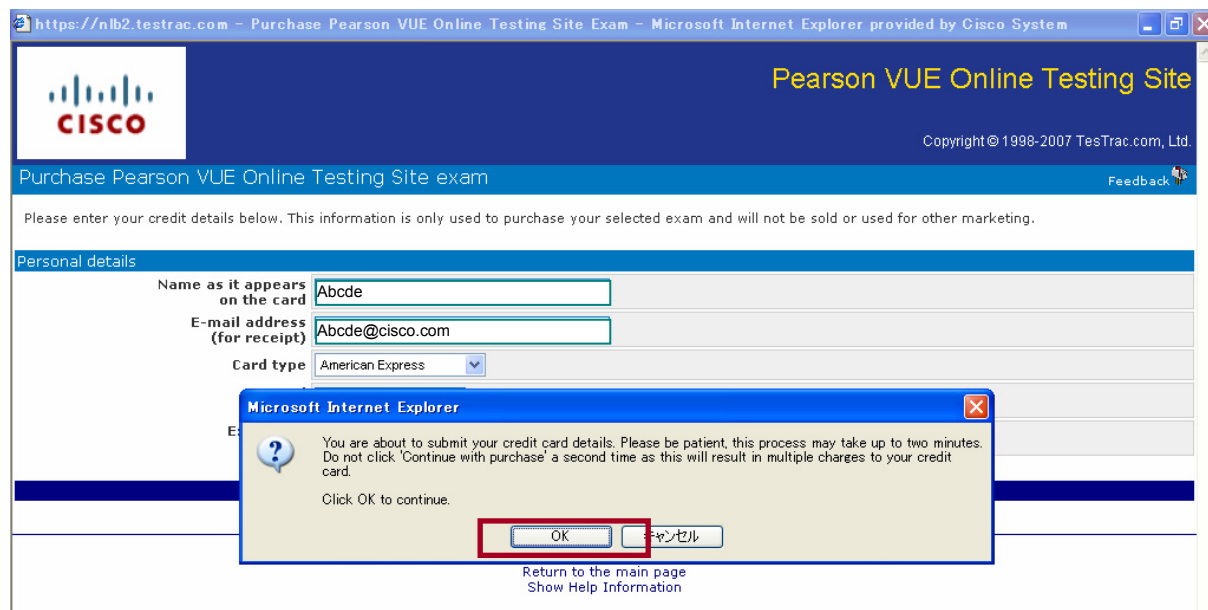 https://nlb2.testrac.com - Purchase Pearson VUE Online Testing Site Exam - Microsoft Internet Explorer provided by Cisco System
CISCO
Pearson VUE Online Testing Site
Copyright © 1998-2007 TesTrac.com, Ltd.
Purchase Pearson VUE Online Testing Site exam
Feedback
Please enter your credit details below. This information is only used to purchase your selected exam and will not be sold or used for other marketing.
Personal details
Name as it appears
on the card
Abcde
E-mail address
(for receipt)
Abcde@cisco.com
Card type
American Express
Microsoft Internet Explorer
You are about to submit your credit card details. Please be patient, this process may take up to two minutes.
Do not click 'Continue with purchase' a second time as this will result in multiple charges to your credit
card.
Click OK to continue.
OK
キャンセル
Return to the main page
Show Help Information